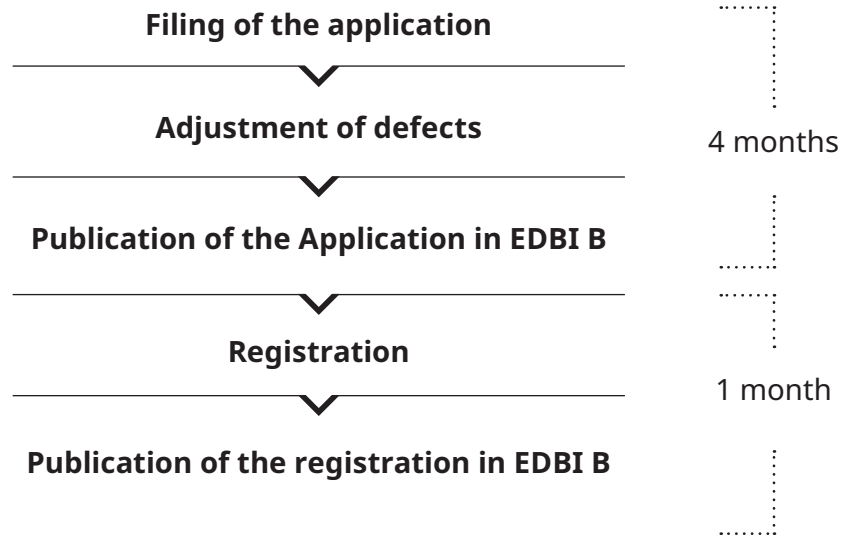 Filing of the application
Adjustment of defects
4 months
Publication of the Application in EDBI B
Registration
1 month
Publication of the registration in EDBI B